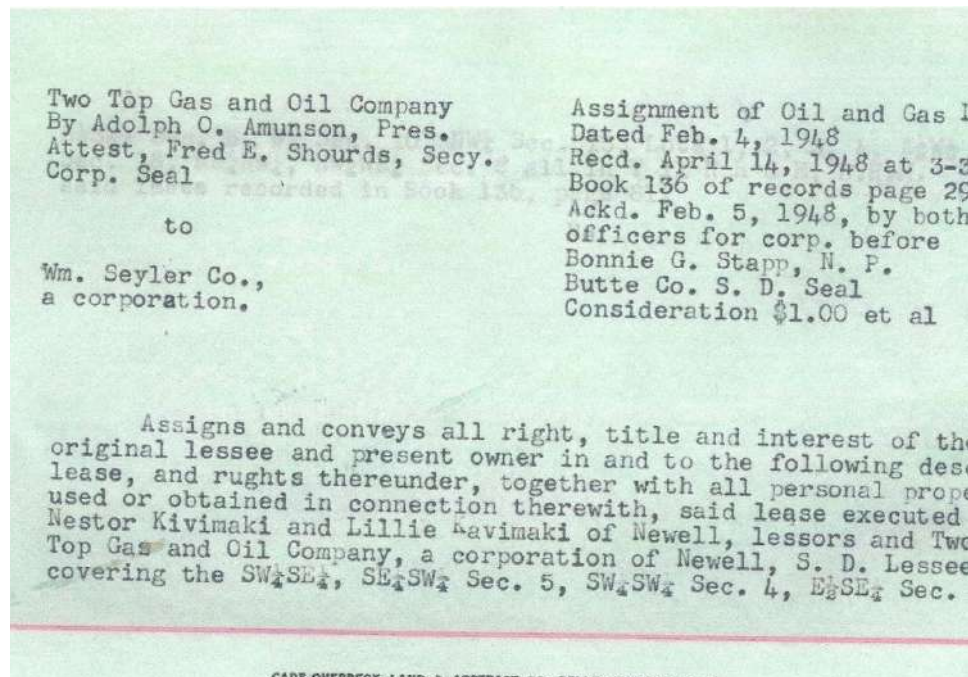 Two Top Gas and Oil Company
By Adolph O. Amunson, Pres.
Attest, Fred E. Shourds, Secy.
Corp. Seal
to
Wm. Seyler Co.,
a corporation.
Assignment of Oil and Gas
Dated Feb. 4, 1948
Recd. April 14, 1948 at 3-3
Book 136 of records page 29
Ackd. Feb. 5, 1948, by both
officers for corp. before
Bonnie G. Stapp, N. P.
Butte Co. S. D. Seal
Consideration $1.00 et al
Assigns and conveys all right, title and interest of the
original lessee and present owner in and to the following desc
lease, and rughts thereunder, together with all personal prope
used or obtained in connection therewith, said lease executed
Nestor Kivimaki and Lillie Kavimaki of Newell, lessors and Two
Top Gas and Oil Company, a corporation of Newell, S. D. Lessee
covering the SW¼SE¼, SE¼SW¼ Sec. 5, SW¼SW¼ Sec. 4, E½SE¼ Sec.